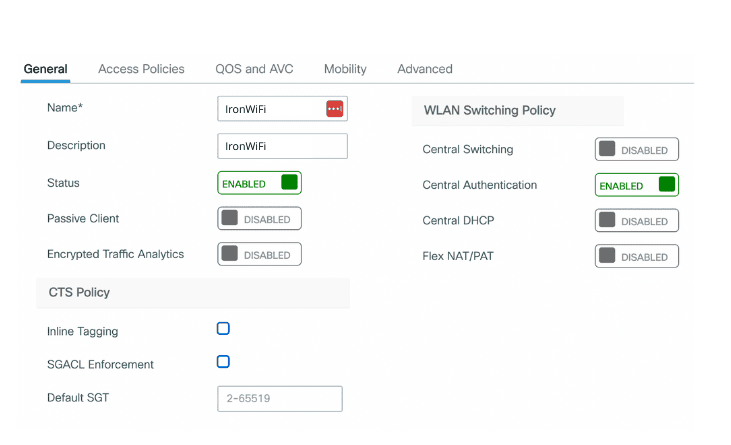 General Access Policies QOS and AVC Mobility Advanced
Name* IronWiFi
Description IronWiFi
Status ENABLED
Passive Client DISABLED
Encrypted Traffic Analytics DISABLED
CTS Policy
Inline Tagging
SGACL Enforcement
Default SGT 2-65519
WLAN Switching Policy
Central Switching DISABLED
Central Authentication ENABLED
Central DHCP DISABLED
Flex NAT/PAT DISABLED